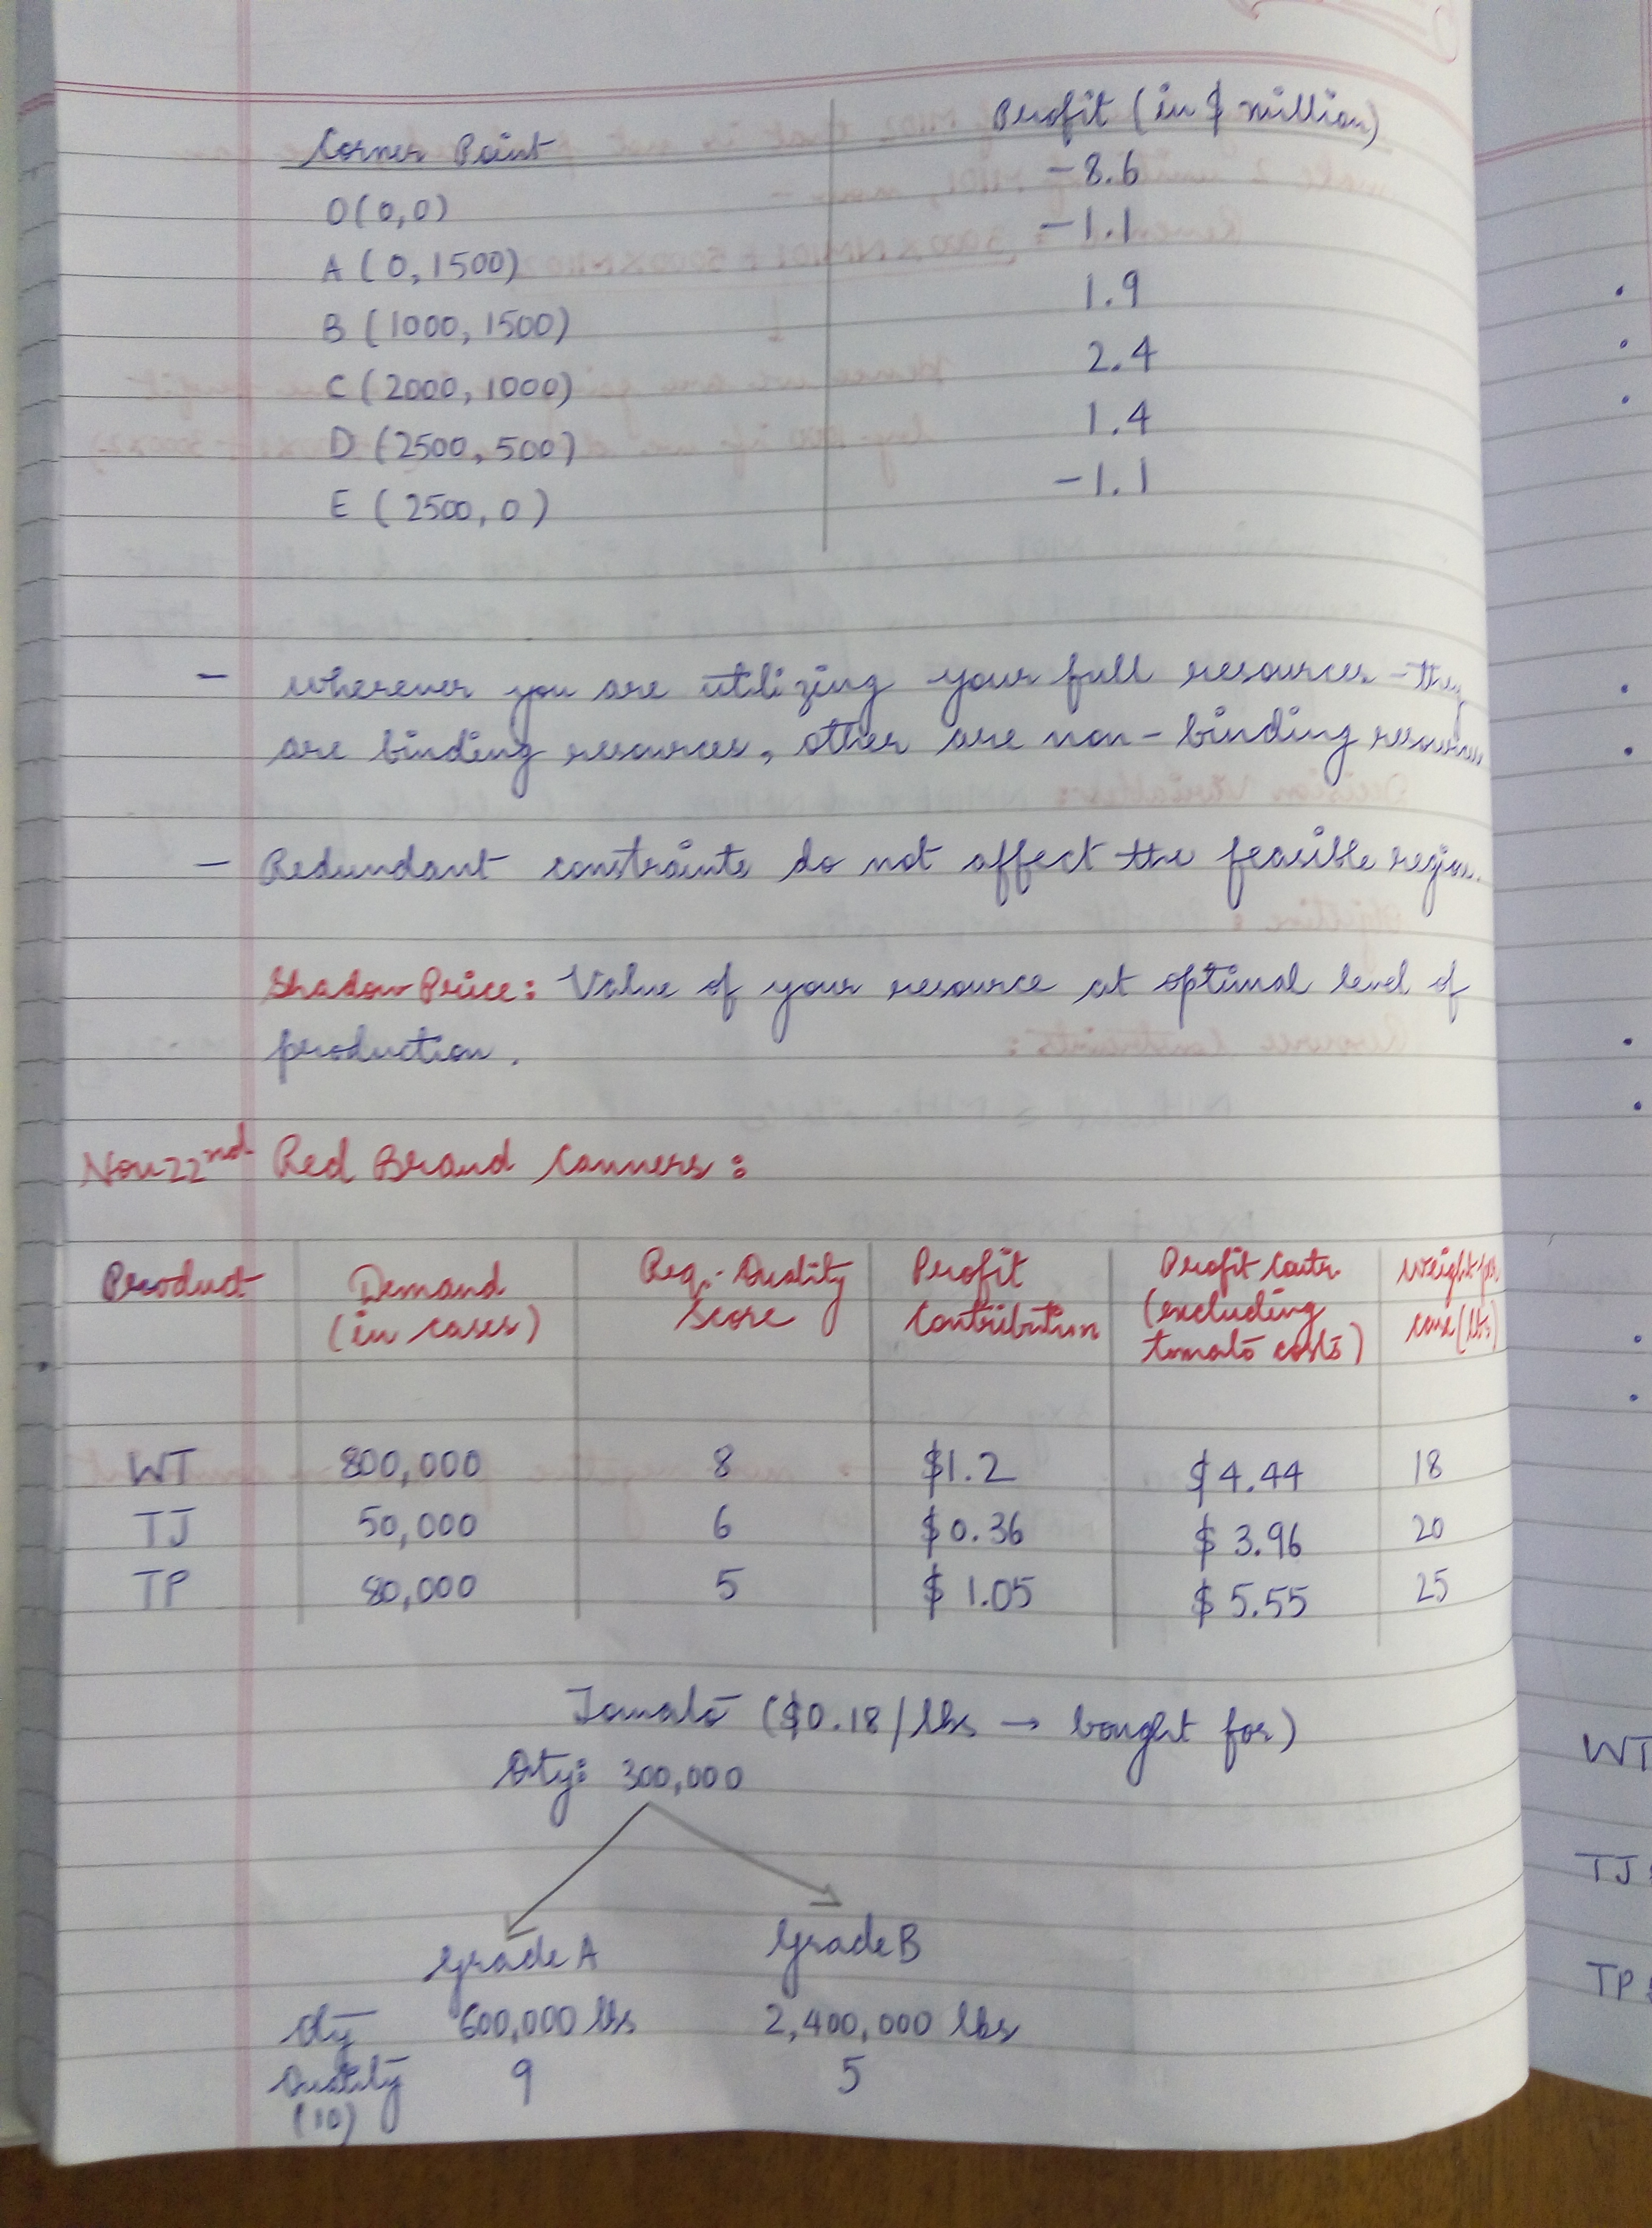 Corner Point Profit (in $ million)
O(0,0) -8.6
A (0, 1500) -1.1
B (1000, 1500) 1.9
C (2000, 1000) 2.4
D (2500, 500) 1.4
E (2500, 0) -1.1
- wherever you are utilizing your full resources - they
are binding resources, other are non-binding resources
- Redundant constraints do not affect the feasible region.
Shadow Price: Value of your resource at optimal level of
production.
Nov 22nd Red Brand Canners:
Product Demand (in cases) Req. Quality Score Profit Contribution Profit Contr. (excluding tomato costs) Weight per case (lbs)
WT 800,000 8 $1.2 $4.44 18
TJ 50,000 6 $0.36 $3.96 20
TP 80,000 5 $1.05 $5.55 25
Tomato ($0.18/lbs → bought for)
Qty: 300,000
Grade A Grade B
Qty 600,000 lbs 2,400,000 lbs
Quality 9 5
(10)
WT
TJ
TP